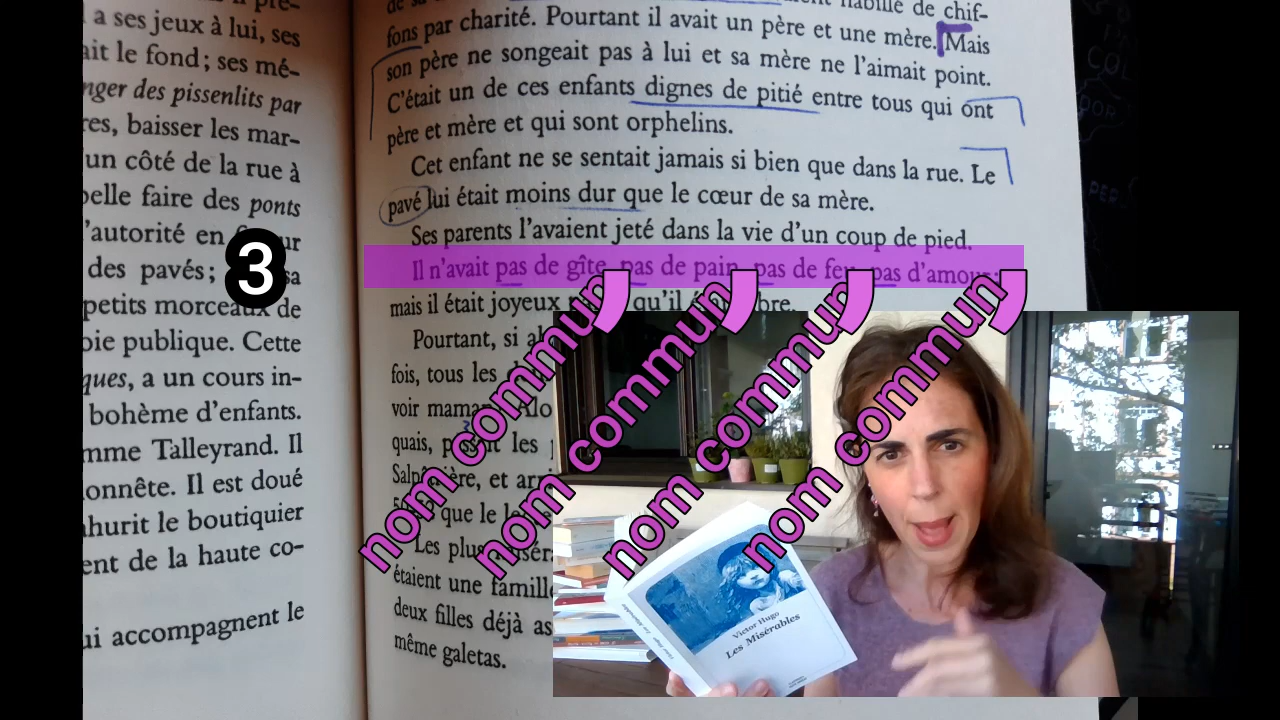 a ses jeux à lui, ses
ait le fond ; ses mé-
nger des pissenlits par
res, baisser les mar-
un côté de la rue à
pelle faire des ponts
'autorité en
des pavés ; sa
petits morceaux de
oie publique. Cette
ques, a un cours in-
bohème d'enfants.
mme Talleyrand. Il
onnête. Il est doué
ahurit le boutiquier
ent de la haute co-
ui accompagnent le
3
habillé de chif-
fons par charité. Pourtant il avait un père et une mère. Mais
son père ne songeait pas à lui et sa mère ne l'aimait point.
C'était un de ces enfants dignes de pitié entre tous qui ont
père et mère et qui sont orphelins.
Cet enfant ne se sentait jamais si bien que dans la rue. Le
pavé lui était moins dur que le cœur de sa mère.
Ses parents l'avaient jeté dans la vie d'un coup de pied.
Il n'avait pas de gîte, pas de pain, pas de feu, pas d'amour ;
mais il était joyeux qu'il
Pourtant, si
fois, tous les
voir maman
quais, les
et
que le
Les plus
étaient une famille
deux filles déjà
même galetas.
nom commun
nom commun
nom commun
nom commun
Victor Hugo
Les Misérables